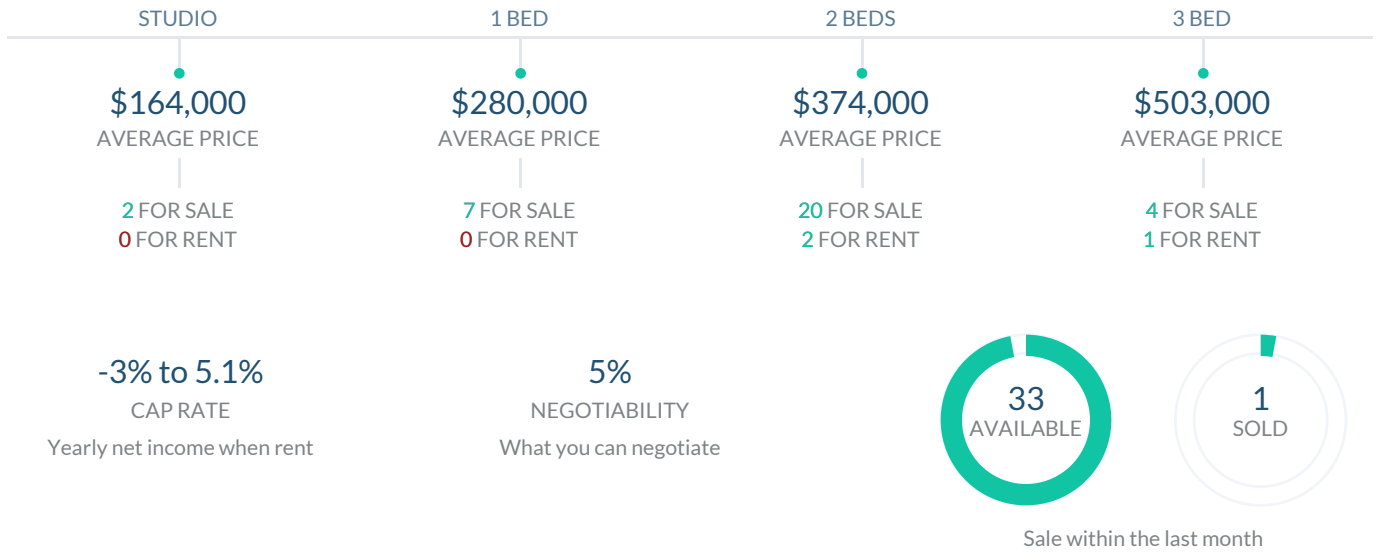 STUDIO
$164,000
AVERAGE PRICE
2 FOR SALE
0 FOR RENT
1 BED
$280,000
AVERAGE PRICE
7 FOR SALE
0 FOR RENT
2 BEDS
$374,000
AVERAGE PRICE
20 FOR SALE
2 FOR RENT
3 BED
$503,000
AVERAGE PRICE
4 FOR SALE
1 FOR RENT
-3% to 5.1%
CAP RATE
Yearly net income when rent
5%
NEGOTIABILITY
What you can negotiate
33
AVAILABLE
1
SOLD
Sale within the last month